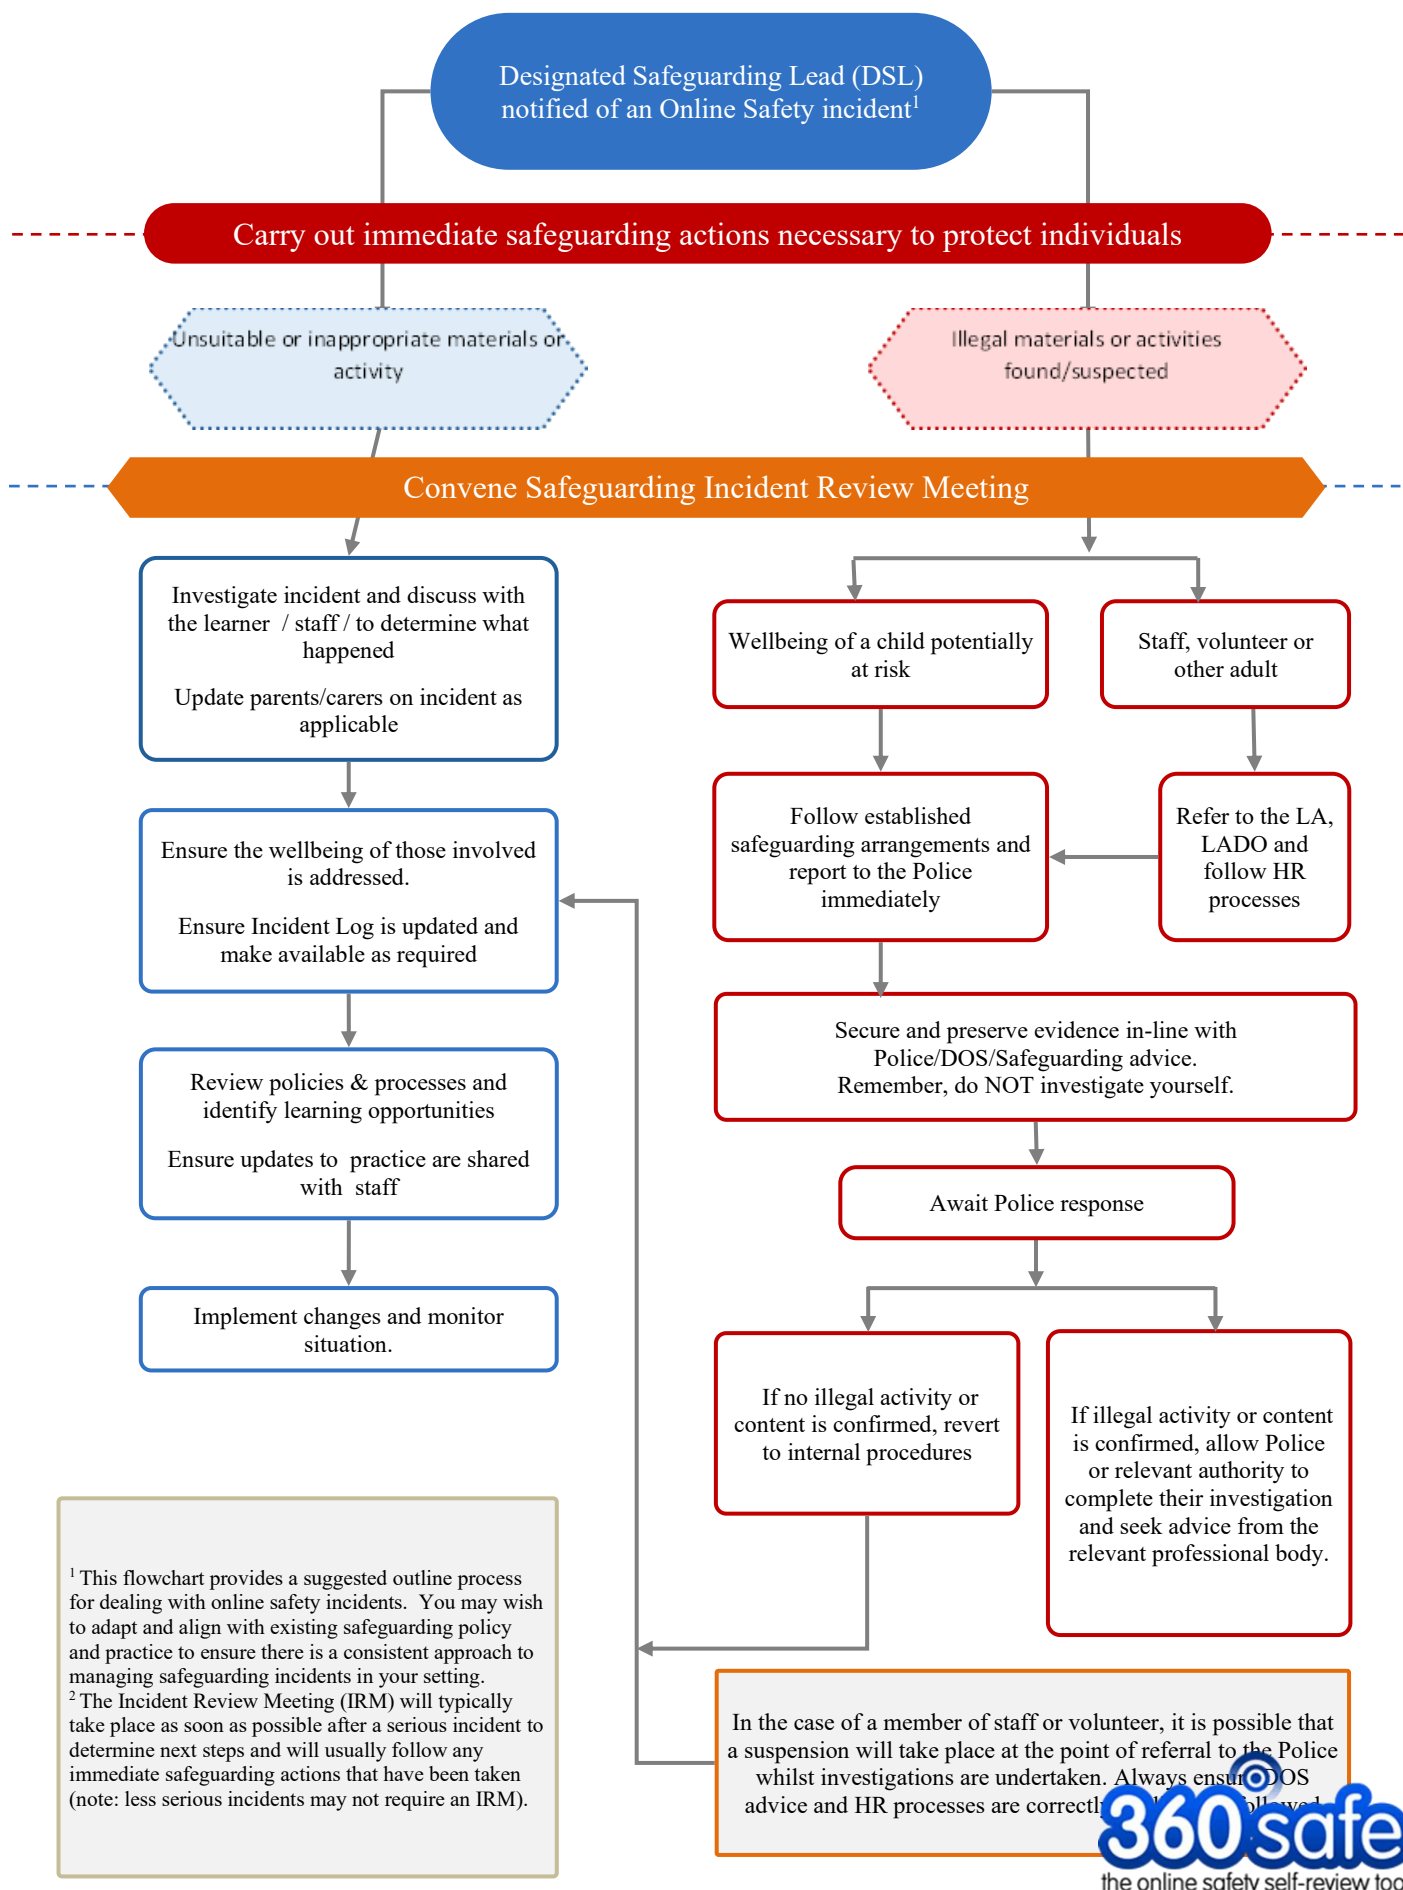 Designated Safeguarding Lead (DSL)
notified of an Online Safety incident1
Carry out immediate safeguarding actions necessary to protect individuals
Unsuitable or inappropriate materials or
activity
Illegal materials or activities
found/suspected
Convene Safeguarding Incident Review Meeting
Investigate incident and discuss with
the learner / staff / to determine what
happened
Update parents/carers on incident as
applicable
Ensure the wellbeing of those involved
is addressed.
Ensure Incident Log is updated and
make available as required
Review policies & processes and
identify learning opportunities
Ensure updates to practice are shared
with staff
Implement changes and monitor
situation.
Wellbeing of a child potentially
at risk
Staff, volunteer or
other adult
Follow established
safeguarding arrangements and
report to the Police
immediately
Refer to the LA,
LADO and
follow HR
processes
Secure and preserve evidence in-line with
Police/DOS/Safeguarding advice.
Remember, do NOT investigate yourself.
Await Police response
If no illegal activity or
content is confirmed, revert
to internal procedures
If illegal activity or content
is confirmed, allow Police
or relevant authority to
complete their investigation
and seek advice from the
relevant professional body.
1 This flowchart provides a suggested outline process
for dealing with online safety incidents. You may wish
to adapt and align with existing safeguarding policy
and practice to ensure there is a consistent approach to
managing safeguarding incidents in your setting.
2 The Incident Review Meeting (IRM) will typically
take place as soon as possible after a serious incident to
determine next steps and will usually follow any
immediate safeguarding actions that have been taken
(note: less serious incidents may not require an IRM).
In the case of a member of staff or volunteer, it is possible that
a suspension will take place at the point of referral to the Police
whilst investigations are undertaken. Always ensure DOS
advice and HR processes are correctly followed
360 safe
the online safety self-review too